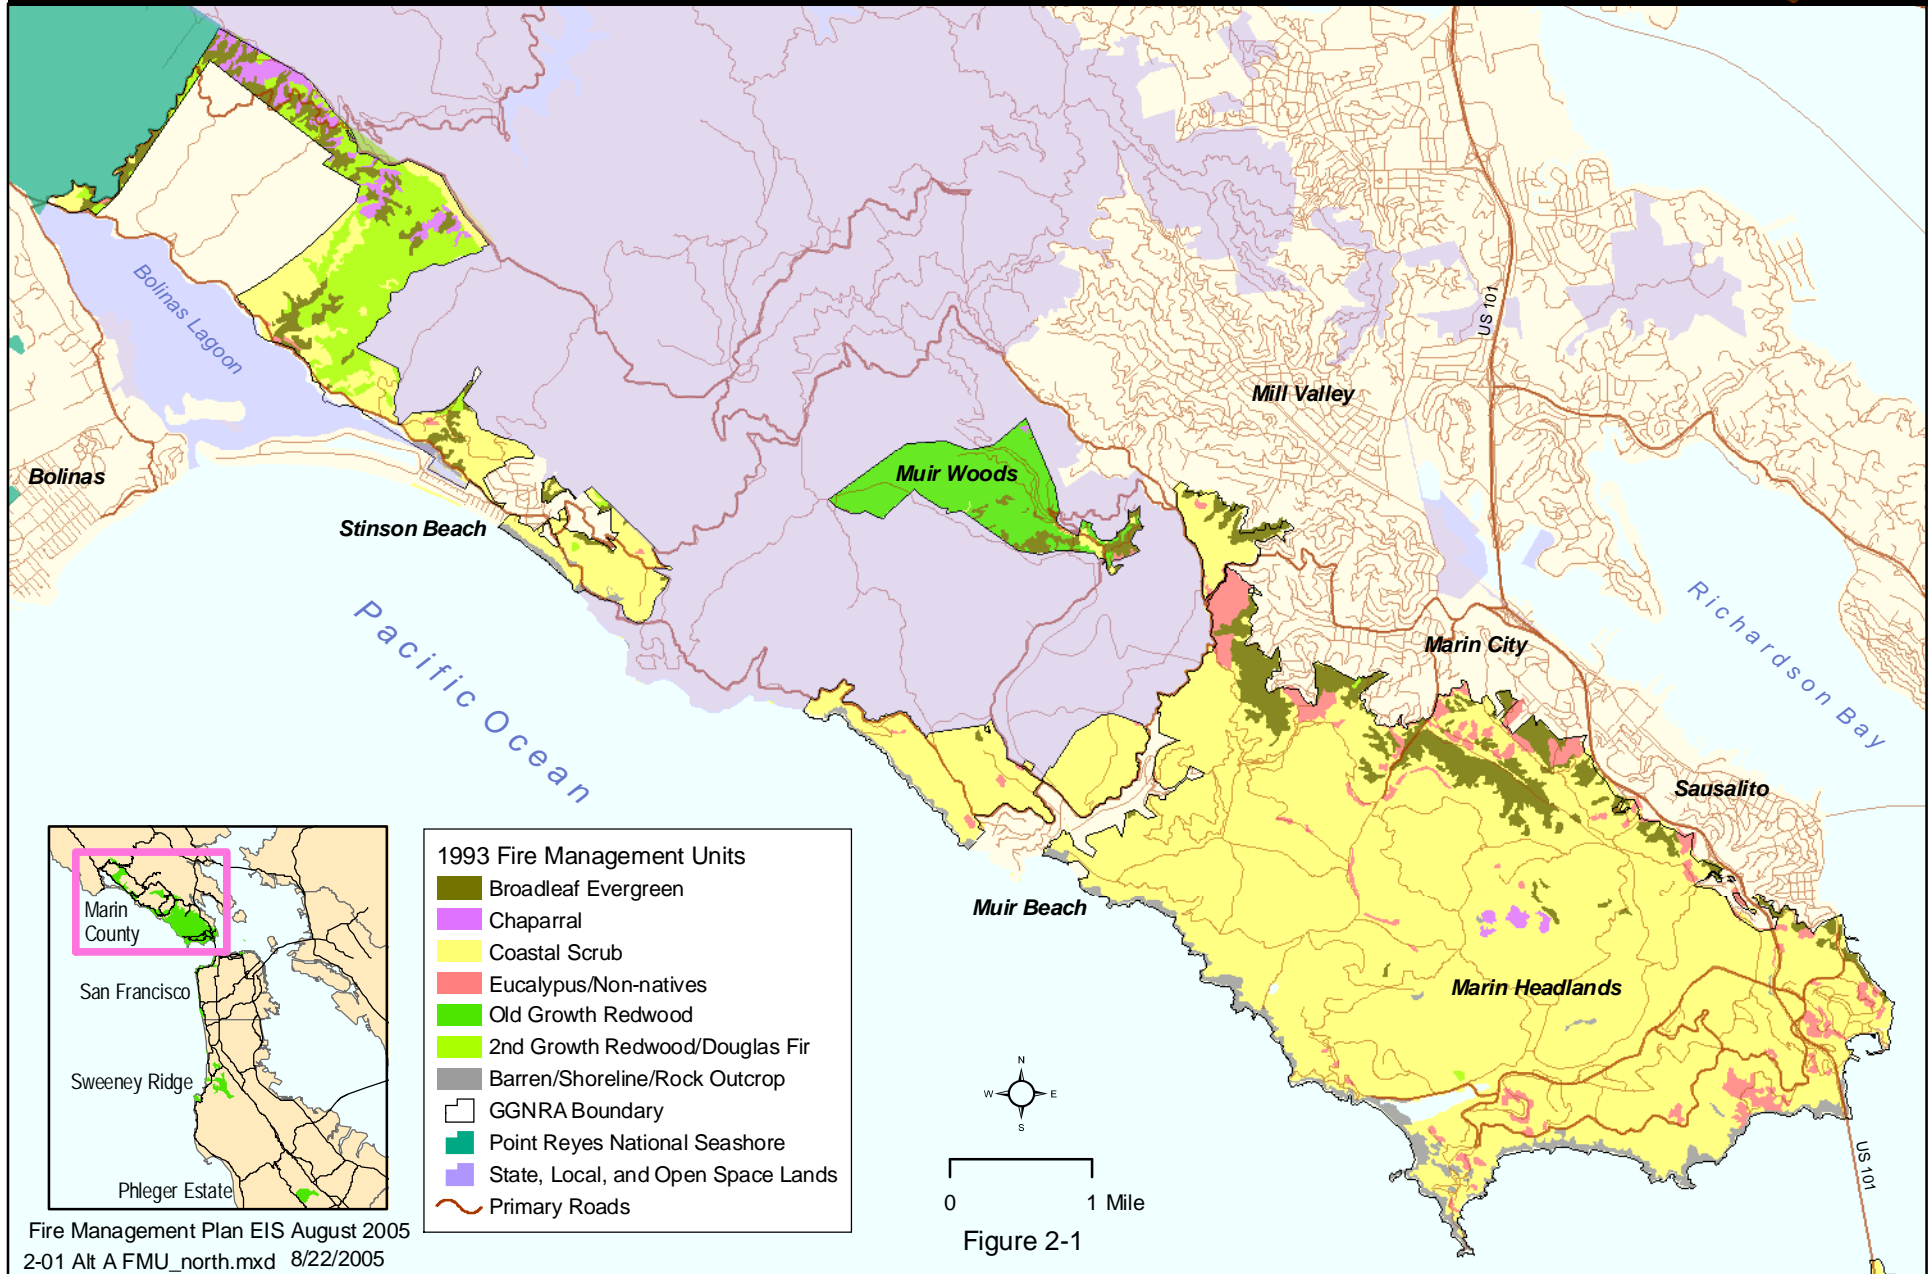 Bolinas Lagoon
US 101
Mill Valley
Muir Woods
Bolinas
Stinson Beach
Richardson Bay
Pacific Ocean
Marin City
Sausalito
Muir Beach
Marin Headlands
Marin
County
San Francisco
Sweeney Ridge
Phleger Estate
1993 Fire Management Units
Broadleaf Evergreen
Chaparral
Coastal Scrub
Eucalypus/Non-natives
Old Growth Redwood
2nd Growth Redwood/Douglas Fir
Barren/Shoreline/Rock Outcrop
GGNRA Boundary
Point Reyes National Seashore
State, Local, and Open Space Lands
Primary Roads
N
W E
S
0 1 Mile
US 101
Figure 2-1
Fire Management Plan EIS August 2005
2-01 Alt A FMU_north.mxd 8/22/2005